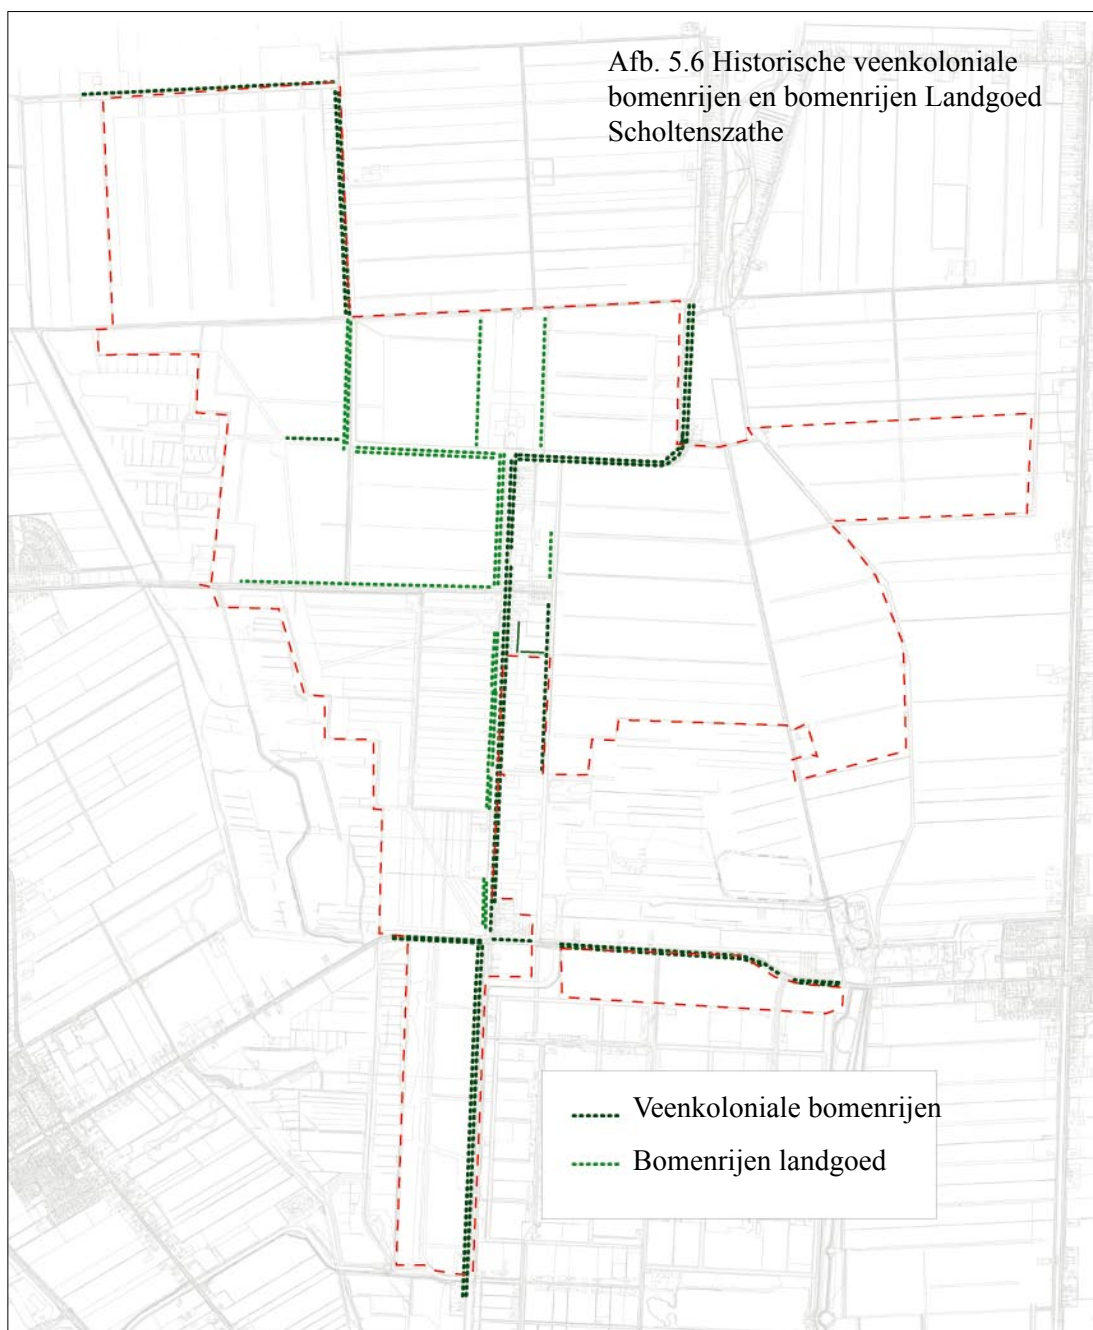 Afb. 5.6 Historische veenkoloniale
bomenrijen en bomenrijen Landgoed
Scholtenszathe
Veenkoloniale bomenrijen
Bomenrijen landgoed